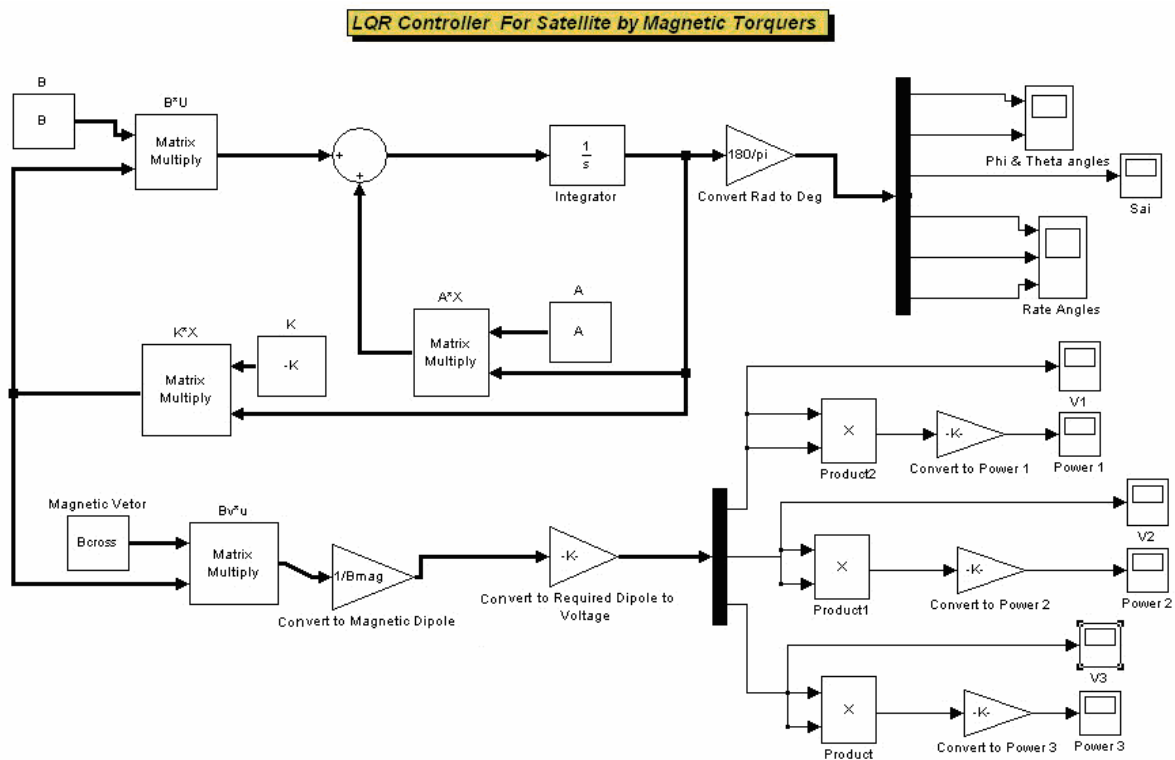 LQR Controller For Satellite by Magnetic Torquers
B
B
B*U
Matrix
Multiply
+
+
1
s
Integrator
180/pi
Convert Rad to Deg
Phi & Theta angles
Sai
Rate Angles
A*X
Matrix
Multiply
A
A
K*X
Matrix
Multiply
K
-K
V1
X
Product2
-K-
Convert to Power 1
Power 1
Magnetic Vetor
Bcross
Bv*u
Matrix
Multiply
1/Bmag
Convert to Magnetic Dipole
-K-
Convert to Required Dipole to
Voltage
V2
X
Product1
-K-
Convert to Power 2
Power 2
V3
X
Product
-K-
Convert to Power 3
Power 3